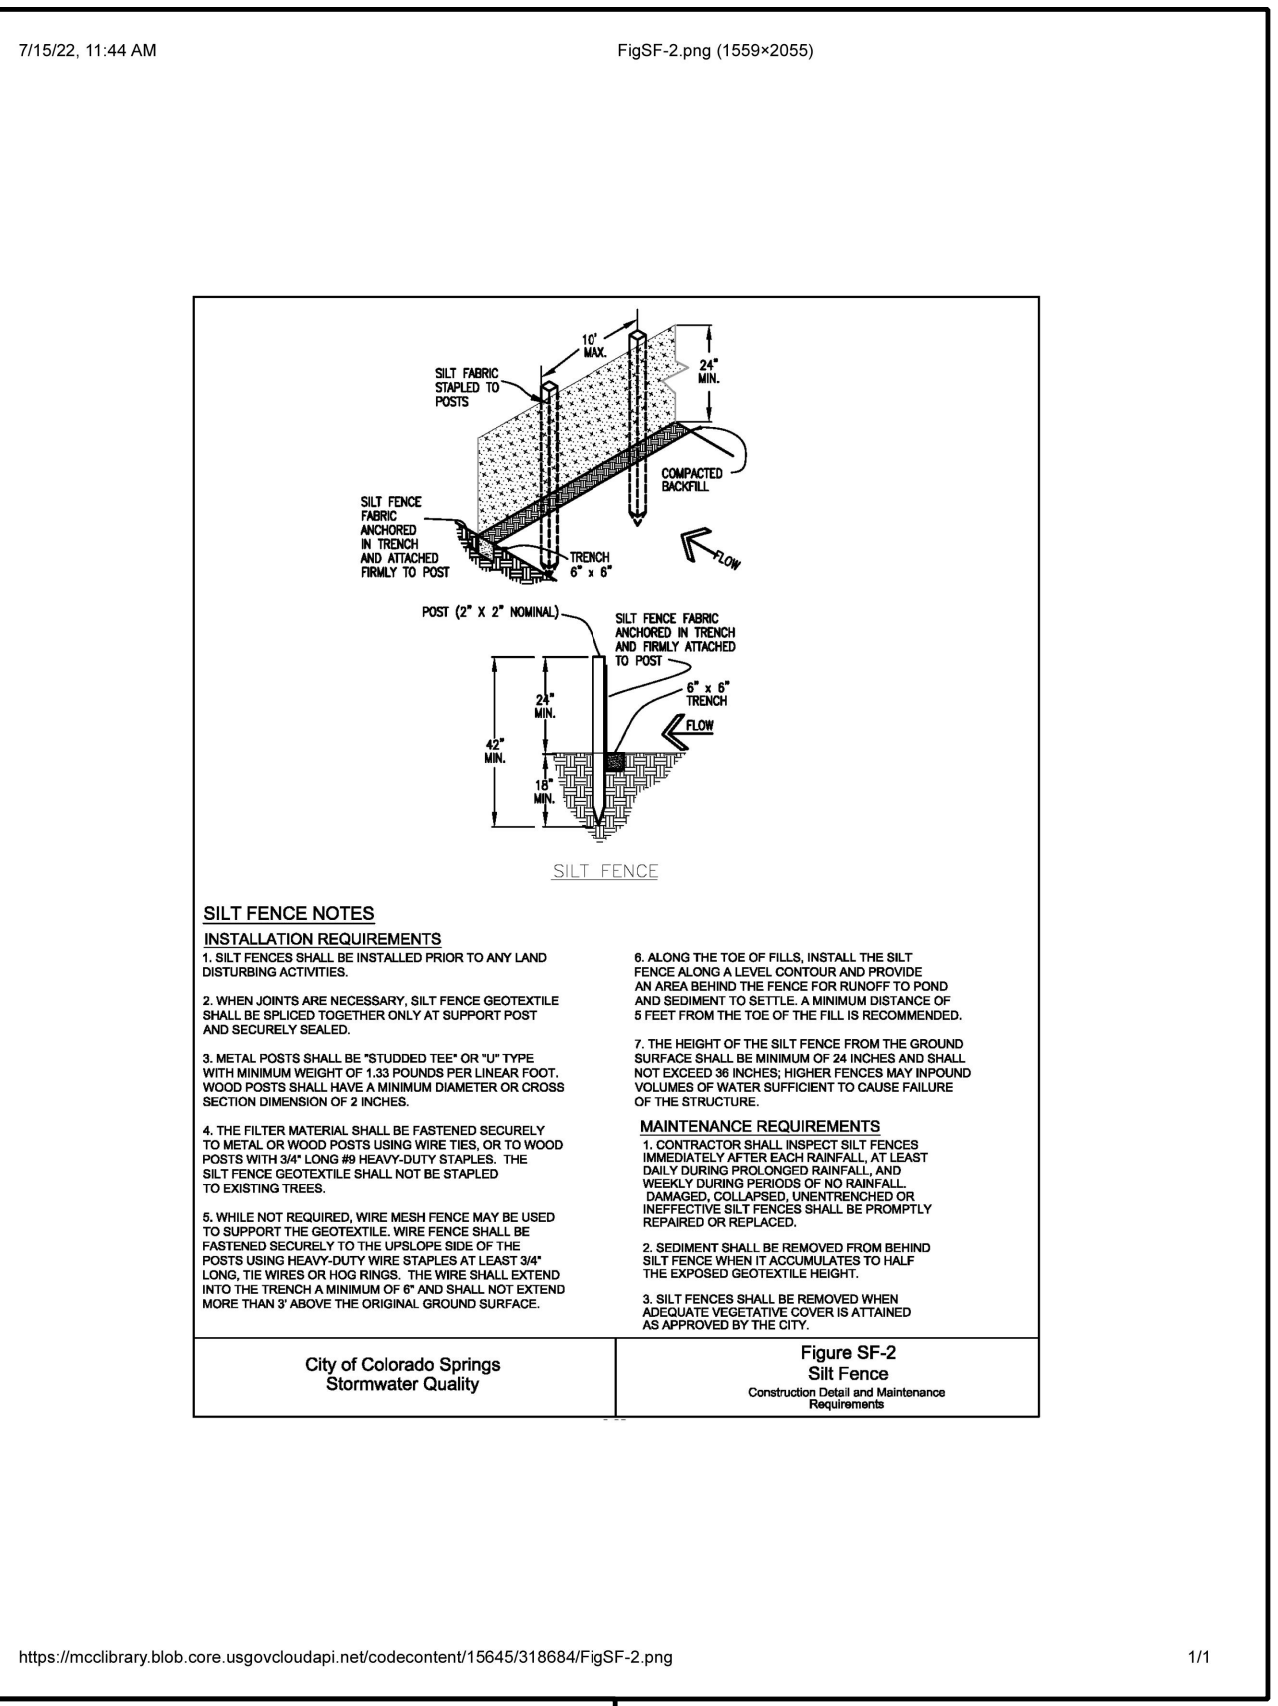 7/15/22, 11:44 AM
FigSF-2.png (1559×2055)
10'
MAX.
24"
MIN.
SILT FABRIC
STAPLED TO
POSTS
COMPACTED
BACKFILL
SILT FENCE
FABRIC
ANCHORED
IN TRENCH
AND ATTACHED
FIRMLY TO POST
TRENCH
6" x 6"
FLOW
POST (2" X 2" NOMINAL)
SILT FENCE FABRIC
ANCHORED IN TRENCH
AND FIRMLY ATTACHED
TO POST
6" x 6"
TRENCH
24"
MIN.
FLOW
42"
MIN.
18"
MIN.
SILT FENCE
SILT FENCE NOTES
INSTALLATION REQUIREMENTS
1. SILT FENCES SHALL BE INSTALLED PRIOR TO ANY LAND
DISTURBING ACTIVITIES.
2. WHEN JOINTS ARE NECESSARY, SILT FENCE GEOTEXTILE
SHALL BE SPLICED TOGETHER ONLY AT SUPPORT POST
AND SECURELY SEALED.
3. METAL POSTS SHALL BE "STUDDED TEE" OR "U" TYPE
WITH MINIMUM WEIGHT OF 1.33 POUNDS PER LINEAR FOOT.
WOOD POSTS SHALL HAVE A MINIMUM DIAMETER OR CROSS
SECTION DIMENSION OF 2 INCHES.
4. THE FILTER MATERIAL SHALL BE FASTENED SECURELY
TO METAL OR WOOD POSTS USING WIRE TIES, OR TO WOOD
POSTS WITH 3/4" LONG #9 HEAVY-DUTY STAPLES. THE
SILT FENCE GEOTEXTILE SHALL NOT BE STAPLED
TO EXISTING TREES.
5. WHILE NOT REQUIRED, WIRE MESH FENCE MAY BE USED
TO SUPPORT THE GEOTEXTILE. WIRE FENCE SHALL BE
FASTENED SECURELY TO THE UPSLOPE SIDE OF THE
POSTS USING HEAVY-DUTY WIRE STAPLES AT LEAST 3/4"
LONG, TIE WIRES OR HOG RINGS. THE WIRE SHALL EXTEND
INTO THE TRENCH A MINIMUM OF 6" AND SHALL NOT EXTEND
MORE THAN 3' ABOVE THE ORIGINAL GROUND SURFACE.
6. ALONG THE TOE OF FILLS, INSTALL THE SILT
FENCE ALONG A LEVEL CONTOUR AND PROVIDE
AN AREA BEHIND THE FENCE FOR RUNOFF TO POND
AND SEDIMENT TO SETTLE. A MINIMUM DISTANCE OF
5 FEET FROM THE TOE OF THE FILL IS RECOMMENDED.
7. THE HEIGHT OF THE SILT FENCE FROM THE GROUND
SURFACE SHALL BE MINIMUM OF 24 INCHES AND SHALL
NOT EXCEED 36 INCHES; HIGHER FENCES MAY INPOUND
VOLUMES OF WATER SUFFICIENT TO CAUSE FAILURE
OF THE STRUCTURE.
MAINTENANCE REQUIREMENTS
1. CONTRACTOR SHALL INSPECT SILT FENCES
IMMEDIATELY AFTER EACH RAINFALL, AT LEAST
DAILY DURING PROLONGED RAINFALL, AND
WEEKLY DURING PERIODS OF NO RAINFALL.
DAMAGED, COLLAPSED, UNENTRENCHED OR
INEFFECTIVE SILT FENCES SHALL BE PROMPTLY
REPAIRED OR REPLACED.
2. SEDIMENT SHALL BE REMOVED FROM BEHIND
SILT FENCE WHEN IT ACCUMULATES TO HALF
THE EXPOSED GEOTEXTILE HEIGHT.
3. SILT FENCES SHALL BE REMOVED WHEN
ADEQUATE VEGETATIVE COVER IS ATTAINED
AS APPROVED BY THE CITY.
City of Colorado Springs
Stormwater Quality
Figure SF-2
Silt Fence
Construction Detail and Maintenance
Requirements
https://mcclibrary.blob.core.usgovcloudapi.net/codecontent/15645/318684/FigSF-2.png
1/1